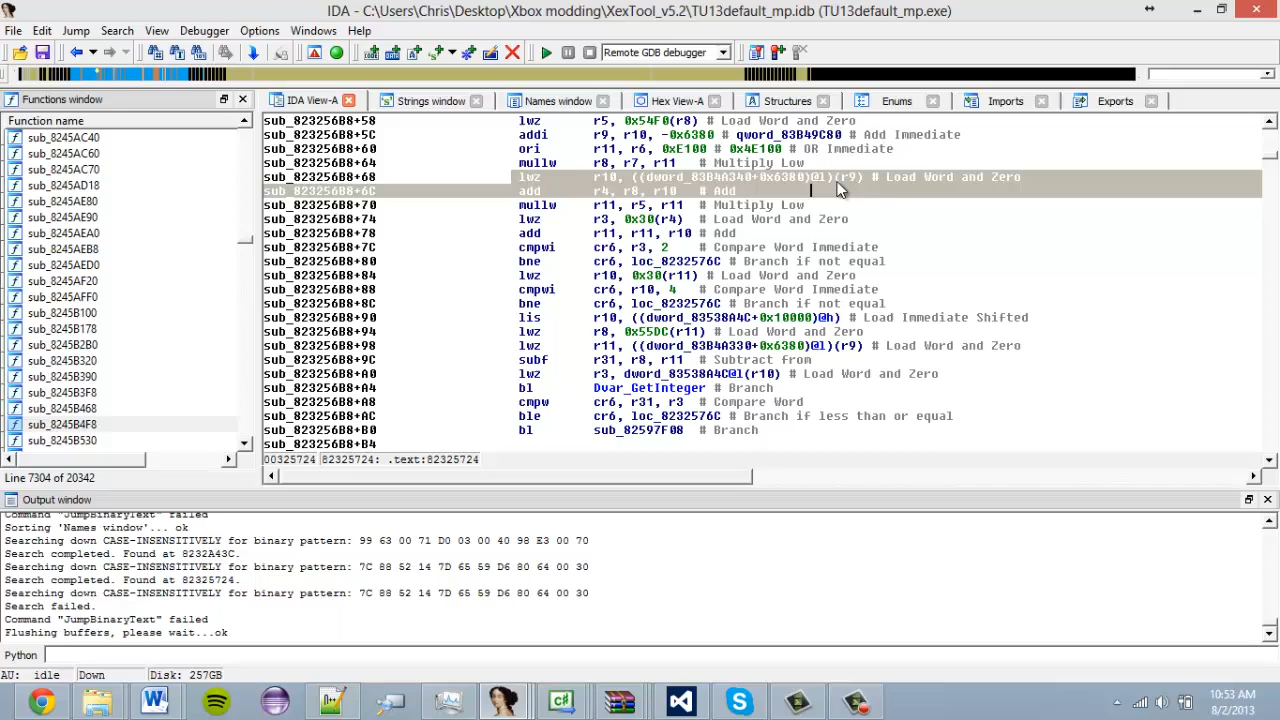 IDA - C:\Users\Chris\Desktop\Xbox modding\XexTool_v5.2\TU13default_mp.idb (TU13default_mp.exe)
File Edit Jump Search View Debugger Options Windows Help
Remote GDB debugger
Functions window
IDA View-A Strings window Names window Hex View-A Structures Enums Imports Exports
Function name
sub_8245AC40
sub_8245AC60
sub_8245AC70
sub_8245AD18
sub_8245AE80
sub_8245AE90
sub_8245AEA0
sub_8245AEB8
sub_8245AED0
sub_8245AF20
sub_8245AFF0
sub_8245B100
sub_8245B178
sub_8245B2B0
sub_8245B320
sub_8245B390
sub_8245B3F8
sub_8245B468
sub_8245B4F8
sub_8245B530
Line 7304 of 20342
sub_823256B8+58 lwz r5, 0x54F0(r8) # Load Word and Zero
sub_823256B8+5C addi r9, r10, -0x6380 # qword_83B49C80 # Add Immediate
sub_823256B8+60 ori r11, r6, 0xE100 # 0x4E100 # OR Immediate
sub_823256B8+64 mullw r8, r7, r11 # Multiply Low
sub_823256B8+68 lwz r10, ((dword_83B4A340+0x6380)@l)(r9) # Load Word and Zero
sub_823256B8+6C add r4, r8, r10 # Add
sub_823256B8+70 mullw r11, r5, r11 # Multiply Low
sub_823256B8+74 lwz r3, 0x30(r4) # Load Word and Zero
sub_823256B8+78 add r11, r11, r10 # Add
sub_823256B8+7C cmpwi cr6, r3, 2 # Compare Word Immediate
sub_823256B8+80 bne cr6, loc_8232576C # Branch if not equal
sub_823256B8+84 lwz r10, 0x30(r11) # Load Word and Zero
sub_823256B8+88 cmpwi cr6, r10, 4 # Compare Word Immediate
sub_823256B8+8C bne cr6, loc_8232576C # Branch if not equal
sub_823256B8+90 lis r10, ((dword_83538A4C+0x10000)@h) # Load Immediate Shifted
sub_823256B8+94 lwz r8, 0x55DC(r11) # Load Word and Zero
sub_823256B8+98 lwz r11, ((dword_83B4A330+0x6380)@l)(r9) # Load Word and Zero
sub_823256B8+9C subf r31, r8, r11 # Subtract from
sub_823256B8+A0 lwz r3, dword_83538A4C@l(r10) # Load Word and Zero
sub_823256B8+A4 bl Dvar_GetInteger # Branch
sub_823256B8+A8 cmpw cr6, r31, r3 # Compare Word
sub_823256B8+AC ble cr6, loc_8232576C # Branch if less than or equal
sub_823256B8+B0 bl sub_82597F08 # Branch
sub_823256B8+B4
00325724 82325724: .text:82325724
Output window
Command "JumpBinaryText" failed
Sorting 'Names window'... ok
Searching down CASE-INSENSITIVELY for binary pattern: 99 63 00 71 D0 03 00 40 98 E3 00 70
Search completed. Found at 8232A43C.
Searching down CASE-INSENSITIVELY for binary pattern: 7C 88 52 14 7D 65 59 D6 80 64 00 30
Search completed. Found at 82325724.
Searching down CASE-INSENSITIVELY for binary pattern: 7C 88 52 14 7D 65 59 D6 80 64 00 30
Search failed.
Command "JumpBinaryText" failed
Flushing buffers, please wait...ok
Python
AU: idle Down Disk: 257GB
10:53 AM
8/2/2013